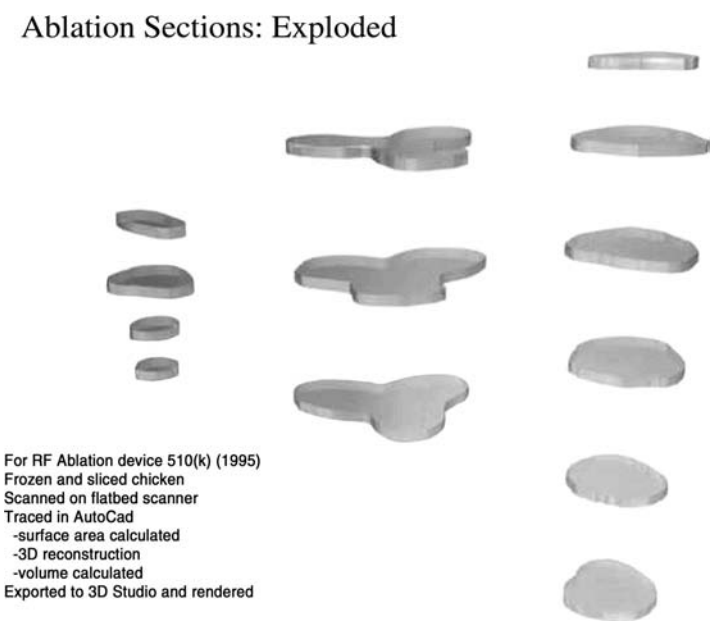 Ablation Sections: Exploded
For RF Ablation device 510(k) (1995)
Frozen and sliced chicken
Scanned on flatbed scanner
Traced in AutoCad
-surface area calculated
-3D reconstruction
-volume calculated
Exported to 3D Studio and rendered